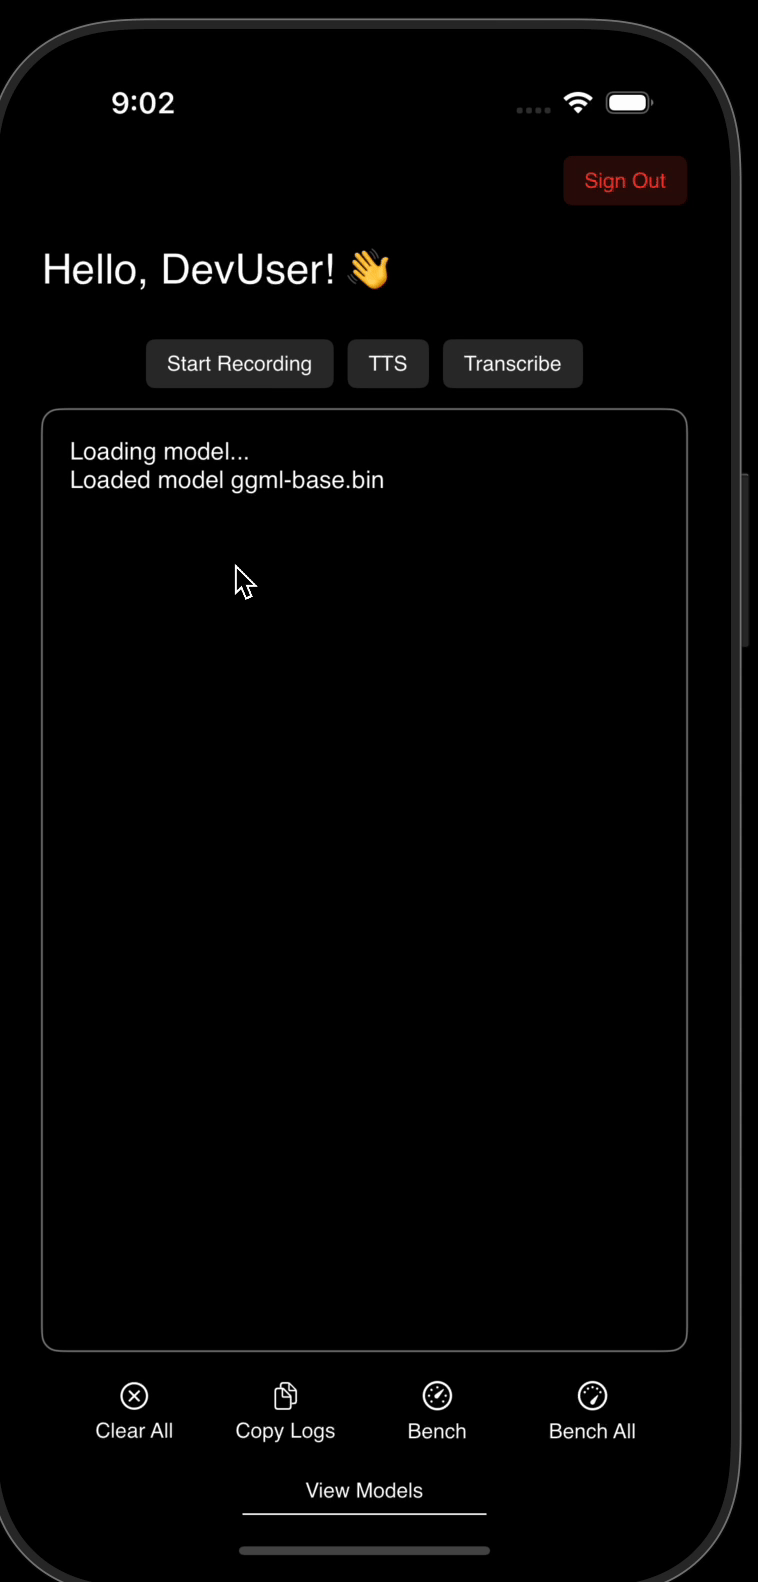 9:02
Sign Out
Hello, DevUser! 👋
Start Recording
TTS
Transcribe
Loading model...
Loaded model ggml-base.bin
Clear All
Copy Logs
Bench
Bench All
View Models